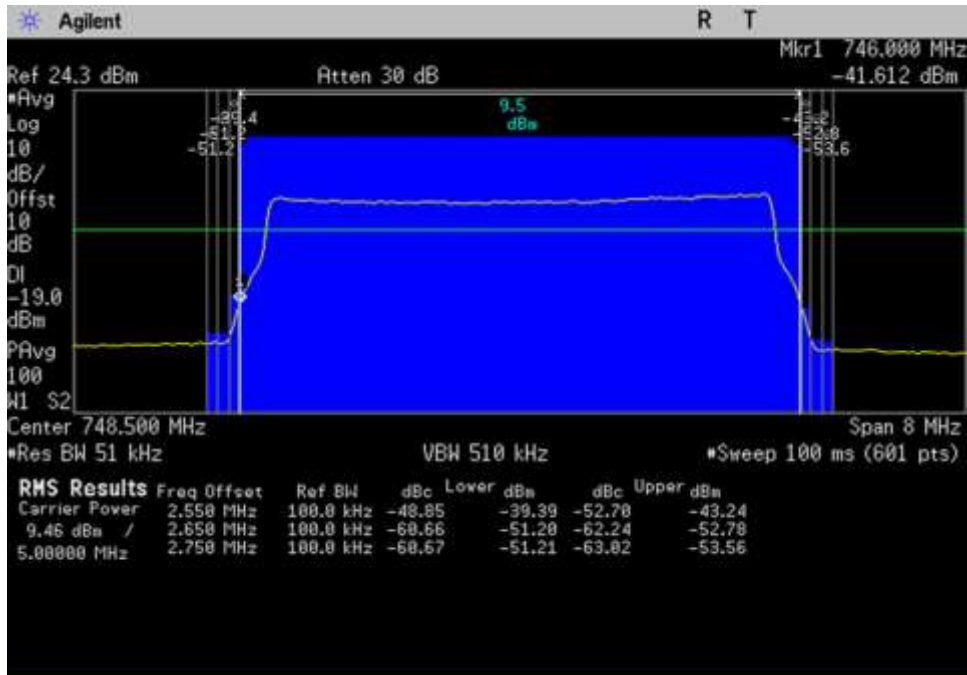 Agilent R T
Mkr1 746.000 MHz
Ref 24.3 dBm Atten 30 dB -41.612 dBm
#Avg
Log
10
dB/
Offst
10
dB
DI
-19.0
dBm
PAvg
100
W1 S2
9.5
dBm
-51.2
-53.6
Center 748.500 MHz Span 8 MHz
#Res BW 51 kHz VBW 510 kHz #Sweep 100 ms (601 pts)
RMS Results Freq Offset Ref BW dBc Lower dBm dBc Upper dBm
Carrier Power 2.550 MHz 100.0 kHz -48.85 -39.39 -52.70 -43.24
9.46 dBm / 2.650 MHz 100.0 kHz -60.66 -51.20 -62.24 -52.78
5.00000 MHz 2.750 MHz 100.0 kHz -60.67 -51.21 -63.02 -53.56